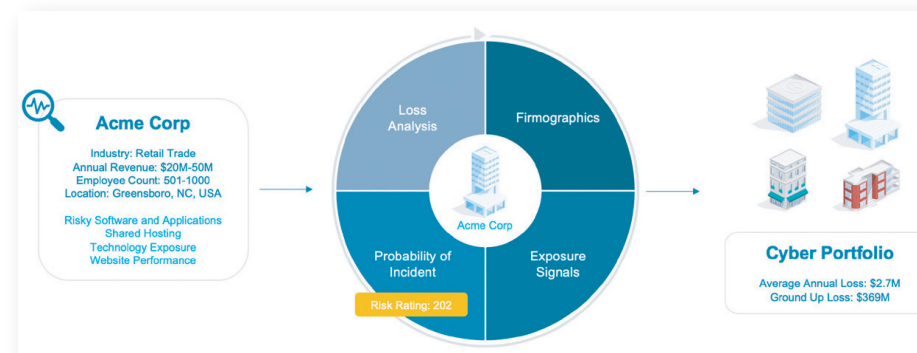 Acme Corp
Industry: Retail Trade
Annual Revenue: $20M-50M
Employee Count: 501-1000
Location: Greensboro, NC, USA
Risky Software and Applications
Shared Hosting
Technology Exposure
Website Performance
Loss
Analysis
Firmographics
Acme Corp
Probability of
Incident
Risk Rating: 202
Exposure
Signals
Cyber Portfolio
Average Annual Loss: $2.7M
Ground Up Loss: $369M